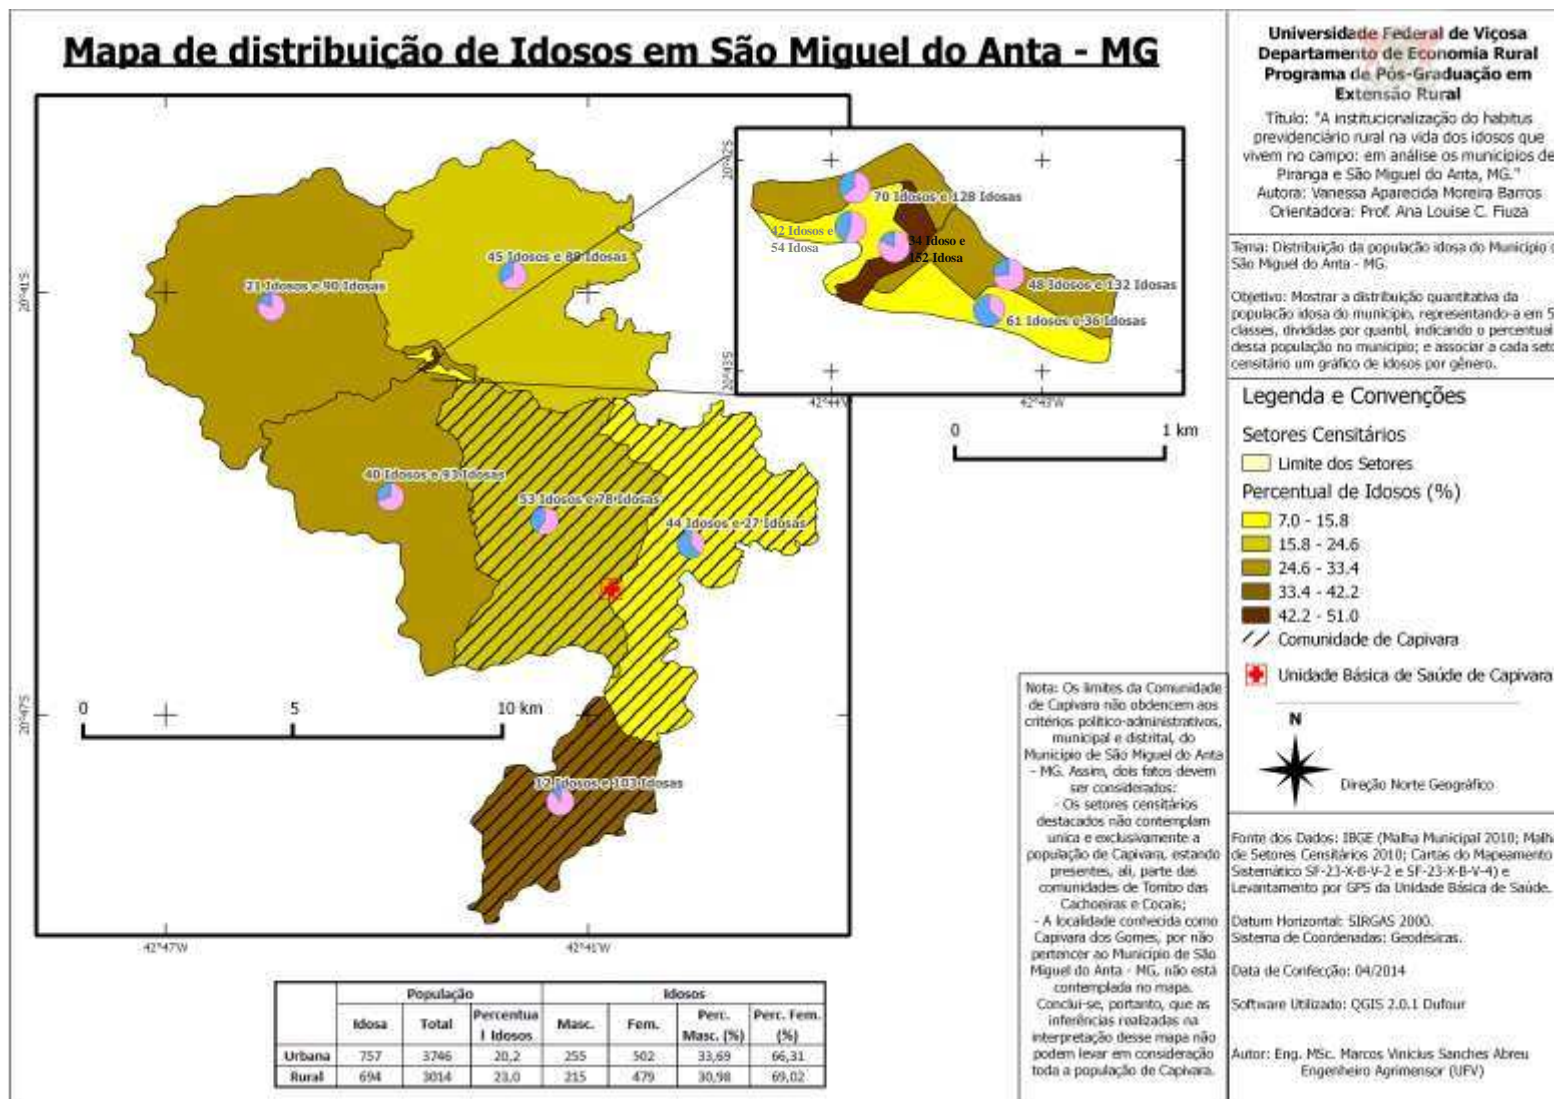 Mapa de distribuição de Idosos em São Miguel do Anta - MG
20°41'S
20°47'S
42°47'W
42°41'W
45 Idosos e 89 Idosas
21 Idosos e 90 Idosas
40 Idosos e 93 Idosas
53 Idosos e 78 Idosas
44 Idosos e 27 Idosas
12 Idosos e 103 Idosas
0 5 10 km
20°42'S
20°43'S
42°44'W
42°43'W
70 Idosos e 128 Idosas
42 Idosos e
54 Idosa
34 Idoso e
152 Idosa
48 Idosos e 132 Idosas
61 Idosos e 36 Idosas
0 1 km
População Idosos
Idosa Total Percentua
l Idosos Masc. Fem. Perc.
Masc. (%) Perc. Fem.
(%)
Urbana 757 3746 20,2 255 502 33,69 66,31
Rural 694 3014 23,0 215 479 30,98 69,02
Nota: Os limites da Comunidade
de Capivara não obdencem aos
critérios político-administrativos,
municipal e distrital, do
Município de São Miguel do Anta
- MG. Assim, dois fatos devem
ser considerados:
- Os setores censitários
destacados não contemplam
unica e exclusivamente a
população de Capivara, estando
presentes, ali, parte das
comunidades de Tombo das
Cachoeiras e Cocais;
- A localidade conhecida como
Capivara dos Gomes, por não
pertencer ao Município de São
Miguel do Anta - MG, não está
contemplada no mapa.
Conclui-se, portanto, que as
inferências realizadas na
interpretação desse mapa não
podem levar em consideração
toda a população de Capivara.
Universidade Federal de Viçosa
Departamento de Economia Rural
Programa de Pós-Graduação em
Extensão Rural
Título: "A institucionalização do habitus
previdenciário rural na vida dos idosos que
vivem no campo: em análise os municípios de
Piranga e São Miguel do Anta, MG."
Autora: Vanessa Aparecida Moreira Barros
Orientadora: Prof. Ana Louise C. Fiuza
Tema: Distribuição da população idosa do Município d
São Miguel do Anta - MG.
Objetivo: Mostrar a distribuição quantitativa da
população idosa do município, representando-a em 5
classes, divididas por quantil, indicando o percentual
dessa população no município; e associar a cada seto
censitário um gráfico de idosos por gênero.
Legenda e Convenções
Setores Censitários
Limite dos Setores
Percentual de Idosos (%)
7.0 - 15.8
15.8 - 24.6
24.6 - 33.4
33.4 - 42.2
42.2 - 51.0
Comunidade de Capivara
Unidade Básica de Saúde de Capivara
N
Direção Norte Geográfico
Fonte dos Dados: IBGE (Malha Municipal 2010; Malha
de Setores Censitários 2010; Cartas do Mapeamento
Sistemático SF-23-X-B-V-2 e SF-23-X-B-V-4) e
Levantamento por GPS da Unidade Básica de Saúde.
Datum Horizontal: SIRGAS 2000.
Sistema de Coordenadas: Geodésicas.
Data de Confecção: 04/2014
Software Utilizado: QGIS 2.0.1 Dufour
Autor: Eng. MSc. Marcos Vinicius Sanches Abreu
Engenheiro Agrimensor (UFV)